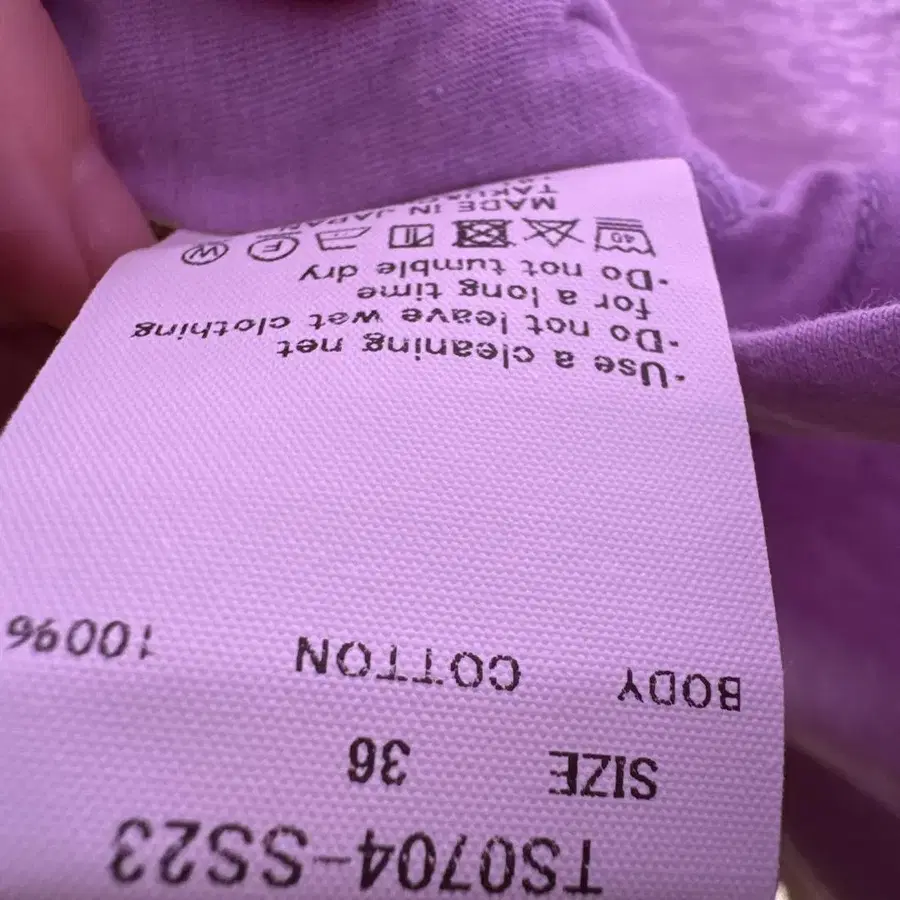 TS0704-SS23
SIZE 36
BODY COTTON 100%
·Use a cleaning net
·Do not leave wet clothing
for a long time
·Do not tumble dry
40
F W
MADE IN JAPAN